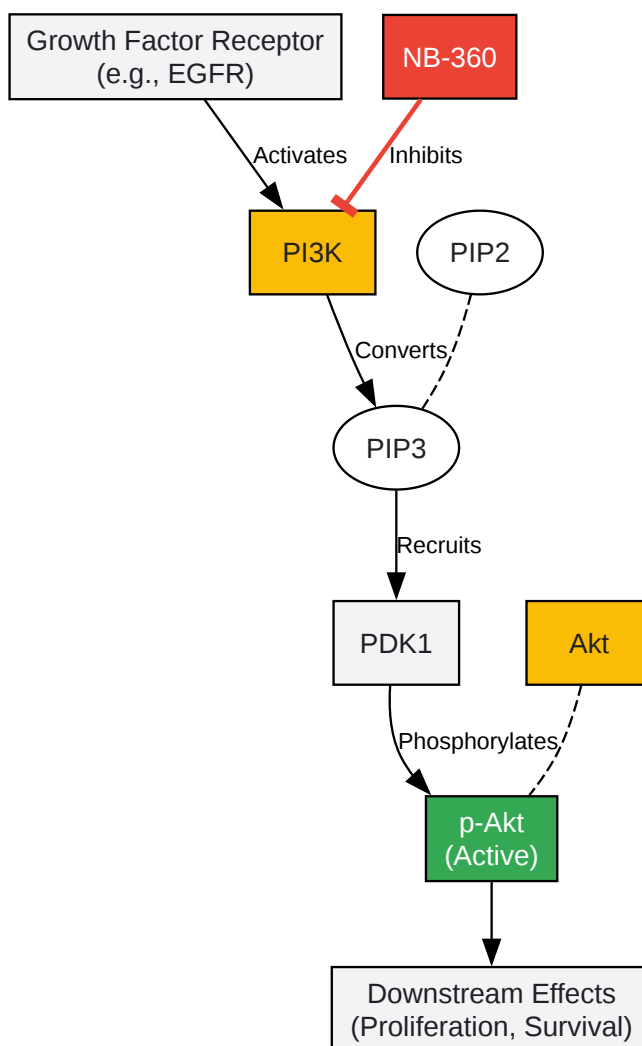 Growth Factor Receptor
(e.g., EGFR)
NB-360
Activates
Inhibits
PI3K
PIP2
Converts
PIP3
Recruits
PDK1
Akt
Phosphorylates
p-Akt
(Active)
Downstream Effects
(Proliferation, Survival)